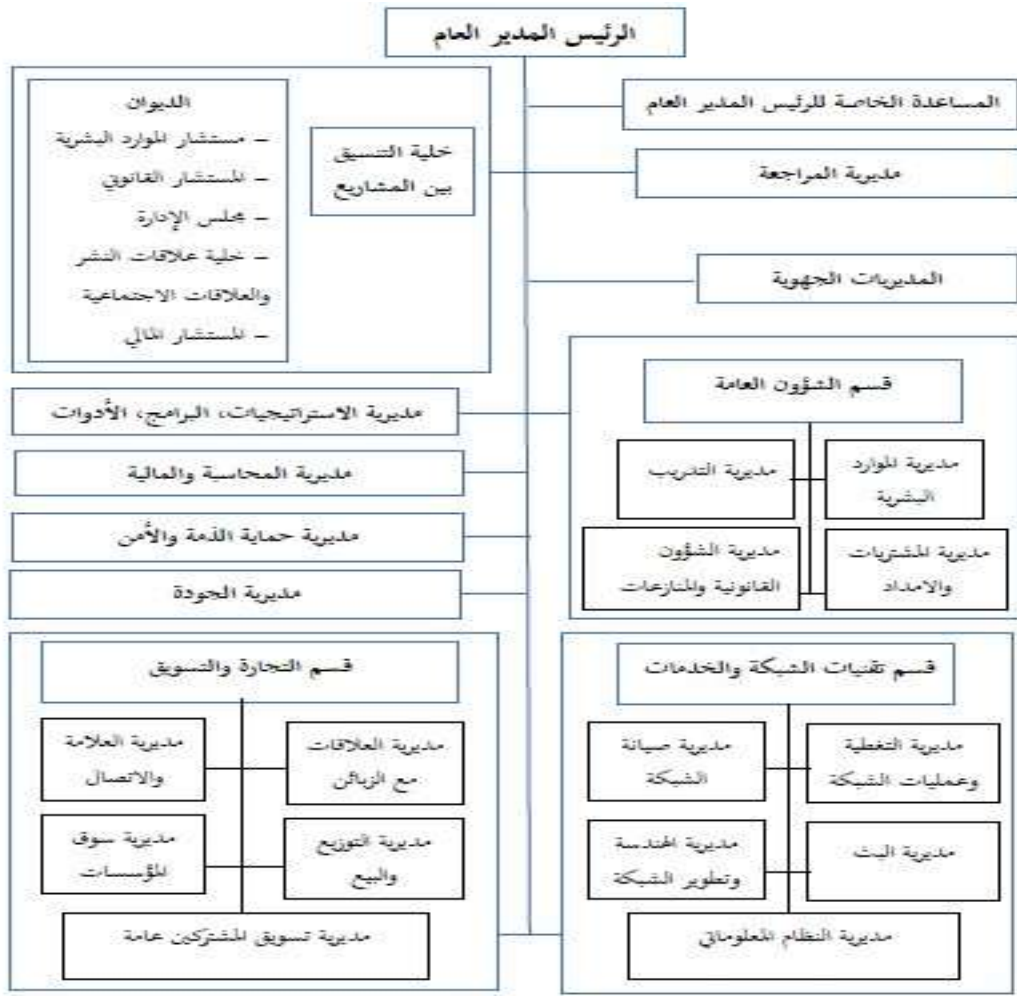 الرئيس المدير العام
المساعدة الخاصة للرئيس المدير العام
مديرية المراجعة
المديريات الجهوية
خلية التنسيق
بين المشاريع
الديوان
– مستشار الموارد البشرية
– المستشار القانوني
– مجلس الإدارة
– خلية علاقات النشر
والعلاقات الاجتماعية
– المستشار المالي
قسم الشؤون العامة
مديرية الموارد
البشرية
مديرية التدريب
مديرية المشتريات
والامداد
مديرية الشؤون
القانونية والمنازعات
مديرية الاستراتيجيات، البرامج، الأدوات
مديرية المحاسبة والمالية
مديرية حماية الذمة والأمن
مديرية الجودة
قسم تقنيات الشبكة والخدمات
مديرية التغطية
وعمليات الشبكة
مديرية صيانة
الشبكة
مديرية البث
مديرية الهندسة
وتطوير الشبكة
مديرية النظام المعلوماتي
قسم التجارة والتسويق
مديرية العلاقات
مع الزبائن
مديرية العلامة
والاتصال
مديرية التوزيع
والبيع
مديرية سوق
المؤسسات
مديرية تسويق المشتركين عامة